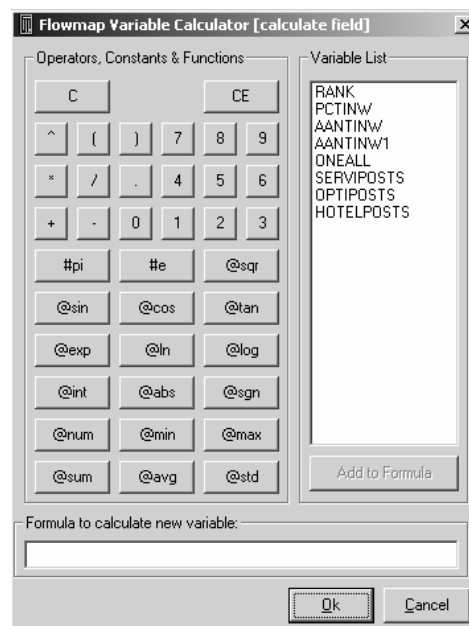 Flowmap Variable Calculator [calculate field]
Operators, Constants & Functions
C CE
^ ( ) 7 8 9
* / . 4 5 6
+ - 0 1 2 3
#pi #e @sqr
@sin @cos @tan
@exp @ln @log
@int @abs @sgn
@num @min @max
@sum @avg @std
Variable List
RANK
PCTINW
AANTINW
AANTINW1
ONEALL
SERVIPOSTS
OPTIPOSTS
HOTELPOSTS
Add to Formula
Formula to calculate new variable:
Ok Cancel